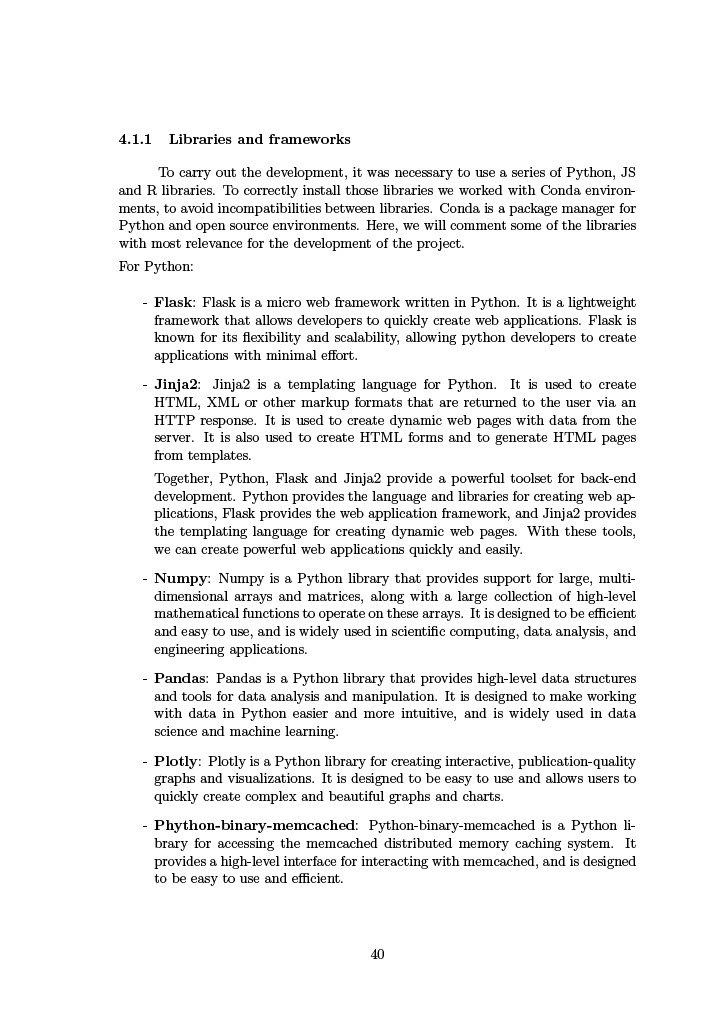 4.1.1 Libraries and frameworks
To carry out the development, it was necessary to use a series of Python, JS
and R libraries. To correctly install those libraries we worked with Conda environ-
ments, to avoid incompatibilities between libraries. Conda is a package manager for
Python and open source environments. Here, we will comment some of the libraries
with most relevance for the development of the project.
For Python:
- Flask: Flask is a micro web framework written in Python. It is a lightweight
framework that allows developers to quickly create web applications. Flask is
known for its flexibility and scalability, allowing python developers to create
applications with minimal effort.
- Jinja2: Jinja2 is a templating language for Python. It is used to create
HTML, XML or other markup formats that are returned to the user via an
HTTP response. It is used to create dynamic web pages with data from the
server. It is also used to create HTML forms and to generate HTML pages
from templates.
Together, Python, Flask and Jinja2 provide a powerful toolset for back-end
development. Python provides the language and libraries for creating web ap-
plications, Flask provides the web application framework, and Jinja2 provides
the templating language for creating dynamic web pages. With these tools,
we can create powerful web applications quickly and easily.
- Numpy: Numpy is a Python library that provides support for large, multi-
dimensional arrays and matrices, along with a large collection of high-level
mathematical functions to operate on these arrays. It is designed to be efficient
and easy to use, and is widely used in scientific computing, data analysis, and
engineering applications.
- Pandas: Pandas is a Python library that provides high-level data structures
and tools for data analysis and manipulation. It is designed to make working
with data in Python easier and more intuitive, and is widely used in data
science and machine learning.
- Plotly: Plotly is a Python library for creating interactive, publication-quality
graphs and visualizations. It is designed to be easy to use and allows users to
quickly create complex and beautiful graphs and charts.
- Phython-binary-memcached: Python-binary-memcached is a Python li-
brary for accessing the memcached distributed memory caching system. It
provides a high-level interface for interacting with memcached, and is designed
to be easy to use and efficient.
40